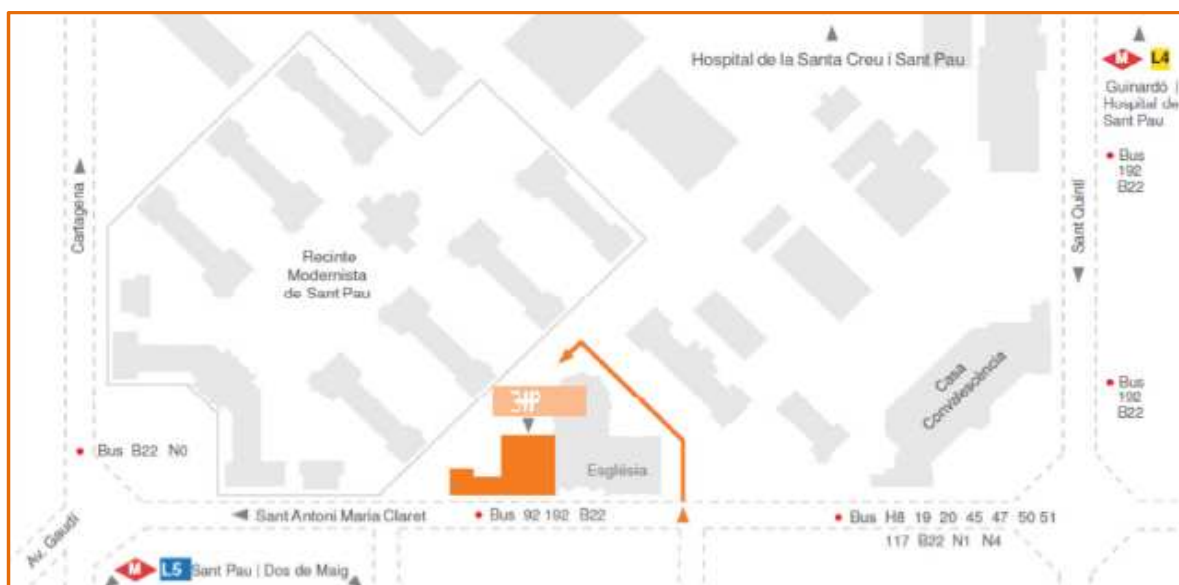 Hospital de la Santa Creu i Sant Pau
M L4
Guinardó |
Hospital de
Sant Pau
Bus
192
B22
Cartagena
Sant Quintí
Recinte
Modernista
de Sant Pau
Casa
Convalescència
Bus
192
B22
Bus B22 N0
Església
Sant Antoni Maria Claret
Bus 92 192 B22
Bus H8 19 20 45 47 50 51
117 B22 N1 N4
Av. Gaudí
M L5 Sant Pau | Dos de Maig